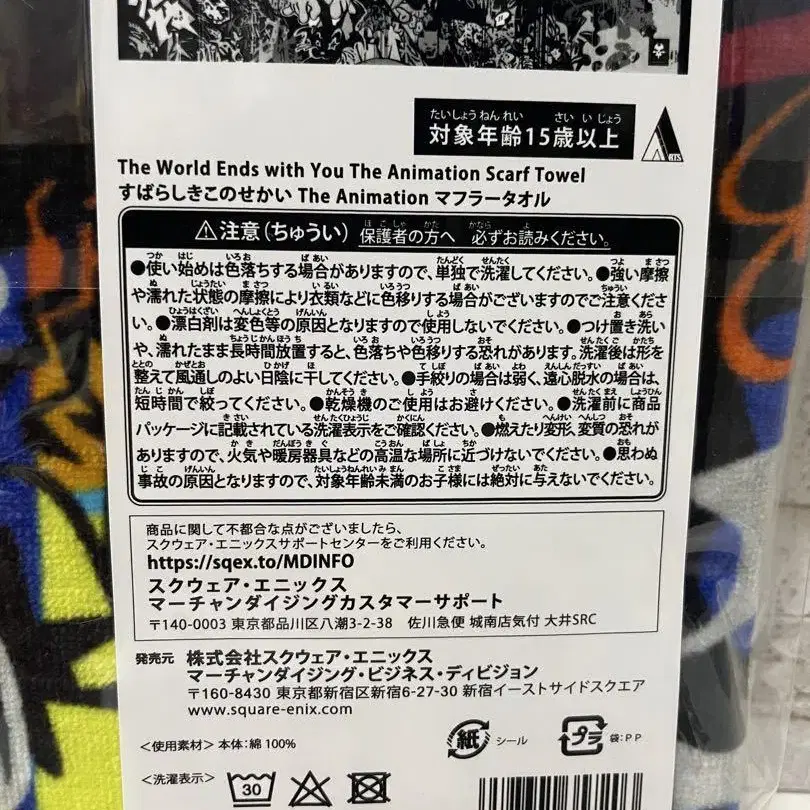 対象年齢15歳以上
The World Ends with You The Animation Scarf Towel
すばらしきこのせかい The Animation マフラータオル
⚠注意（ちゅうい） 保護者の方へ 必ずお読みください。
●使い始めは色落ちする場合がありますので、単独で洗濯してください。●強い摩擦
や濡れた状態の摩擦により衣類などに色移りする場合がございますのでご注意くださ
い。●漂白剤は変色等の原因となりますので使用しないでください。●つけ置き洗い
や、濡れたまま長時間放置すると、色落ちや色移りする恐れがあります。洗濯後は形を
整えて風通しのよい日陰に干してください。●手絞りの場合は弱く、遠心脱水の場合は、
短時間で絞ってください。●乾燥機のご使用はお避けください。●洗濯前に商品
パッケージに記載されている洗濯表示をご確認ください。●燃えたり変形、変質の恐れが
ありますので、火気や暖房器具などの高温な場所に近づけないでください。●思わぬ
事故の原因となりますので、対象年齢未満のお子様には絶対に与えないでください。
商品に関して不都合な点がございましたら、
スクウェア・エニックスサポートセンターをご利用ください。
https://sqex.to/MDINFO
スクウェア・エニックス
マーチャンダイジングカスタマーサポート
〒140-0003 東京都品川区八潮3-2-38 佐川急便 城南店気付 大井SRC
発売元 株式会社スクウェア・エニックス
マーチャンダイジング・ビジネス・ディビジョン
〒160-8430 東京都新宿区新宿6-27-30 新宿イーストサイドスクエア
www.square-enix.com
＜使用素材＞本体：綿 100%
紙 シール
プラ 袋：PP
＜洗濯表示＞ 30